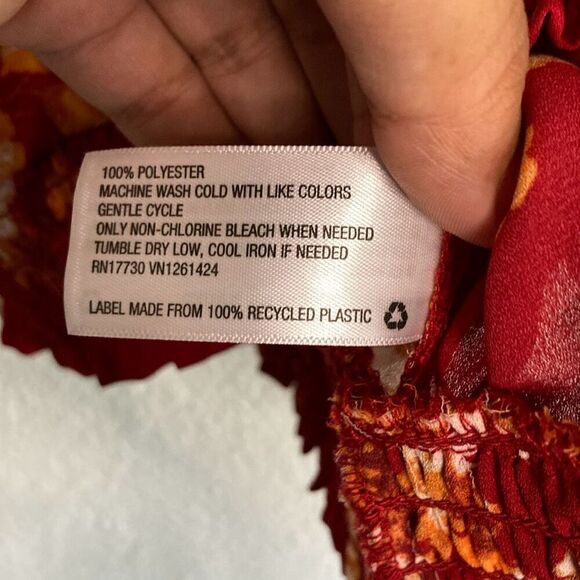 100% POLYESTER
MACHINE WASH COLD WITH LIKE COLORS
GENTLE CYCLE
ONLY NON-CHLORINE BLEACH WHEN NEEDED
TUMBLE DRY LOW, COOL IRON IF NEEDED
RN17730 VN1261424
LABEL MADE FROM 100% RECYCLED PLASTIC